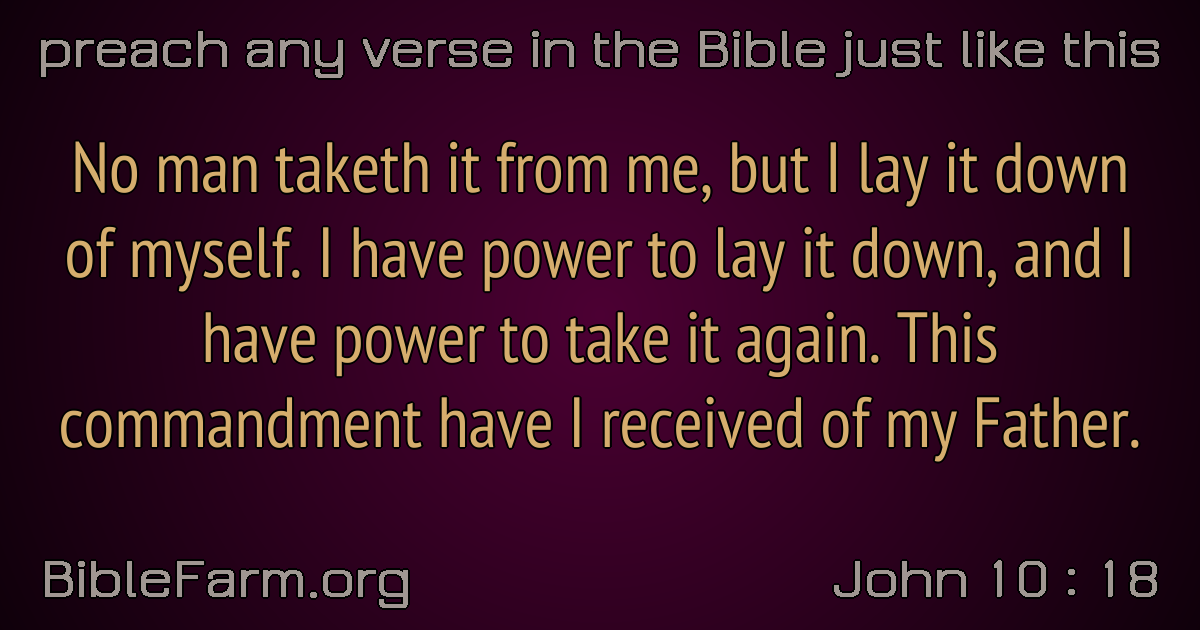 preach any verse in the Bible just like this
No man taketh it from me, but I lay it down
of myself. I have power to lay it down, and I
have power to take it again. This
commandment have I received of my Father.
BibleFarm.org
John 10 : 18